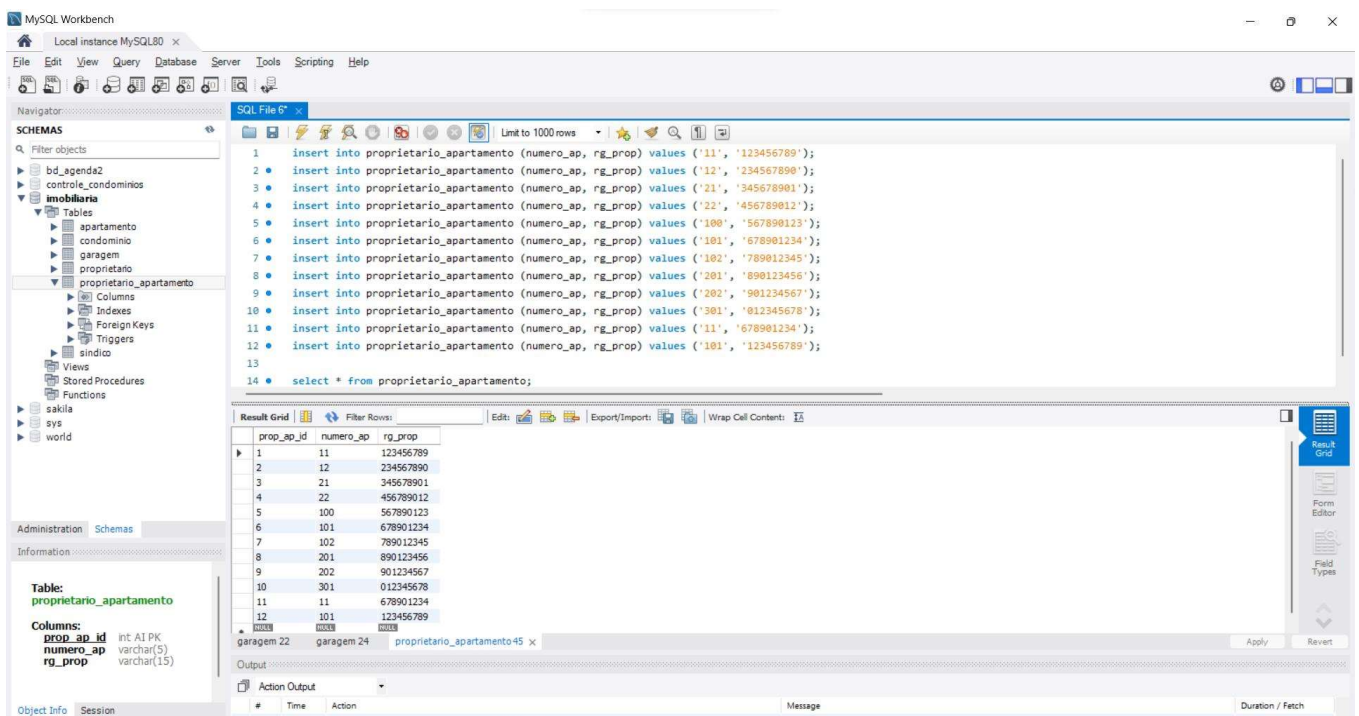 MySQL Workbench
Local instance MySQL80
File Edit View Query Database Server Tools Scripting Help
Navigator
SCHEMAS
Filter objects
bd_agenda2
controle_condominios
imobiliaria
Tables
apartamento
condominio
garagem
proprietario
proprietario_apartamento
Columns
Indexes
Foreign Keys
Triggers
sindico
Views
Stored Procedures
Functions
sakila
sys
world
Administration Schemas
Information
Table:
proprietario_apartamento
Columns:
prop_ap_id int AI PK
numero_ap varchar(5)
rg_prop varchar(15)
Object Info Session
SQL File 6*
Limit to 1000 rows
1 insert into proprietario_apartamento (numero_ap, rg_prop) values ('11', '123456789');
2 insert into proprietario_apartamento (numero_ap, rg_prop) values ('12', '234567890');
3 insert into proprietario_apartamento (numero_ap, rg_prop) values ('21', '345678901');
4 insert into proprietario_apartamento (numero_ap, rg_prop) values ('22', '456789012');
5 insert into proprietario_apartamento (numero_ap, rg_prop) values ('100', '567890123');
6 insert into proprietario_apartamento (numero_ap, rg_prop) values ('101', '678901234');
7 insert into proprietario_apartamento (numero_ap, rg_prop) values ('102', '789012345');
8 insert into proprietario_apartamento (numero_ap, rg_prop) values ('201', '890123456');
9 insert into proprietario_apartamento (numero_ap, rg_prop) values ('202', '901234567');
10 insert into proprietario_apartamento (numero_ap, rg_prop) values ('301', '012345678');
11 insert into proprietario_apartamento (numero_ap, rg_prop) values ('11', '678901234');
12 insert into proprietario_apartamento (numero_ap, rg_prop) values ('101', '123456789');
13
14 select * from proprietario_apartamento;
Result Grid Filter Rows: Edit: Export/Import: Wrap Cell Content:
prop_ap_id numero_ap rg_prop
1 11 123456789
2 12 234567890
3 21 345678901
4 22 456789012
5 100 567890123
6 101 678901234
7 102 789012345
8 201 890123456
9 202 901234567
10 301 012345678
11 11 678901234
12 101 123456789
NULL NULL NULL
Result Grid
Form Editor
Field Types
garagem 22 garagem 24 proprietario_apartamento 45 Apply Revert
Output
Action Output
# Time Action Message Duration / Fetch